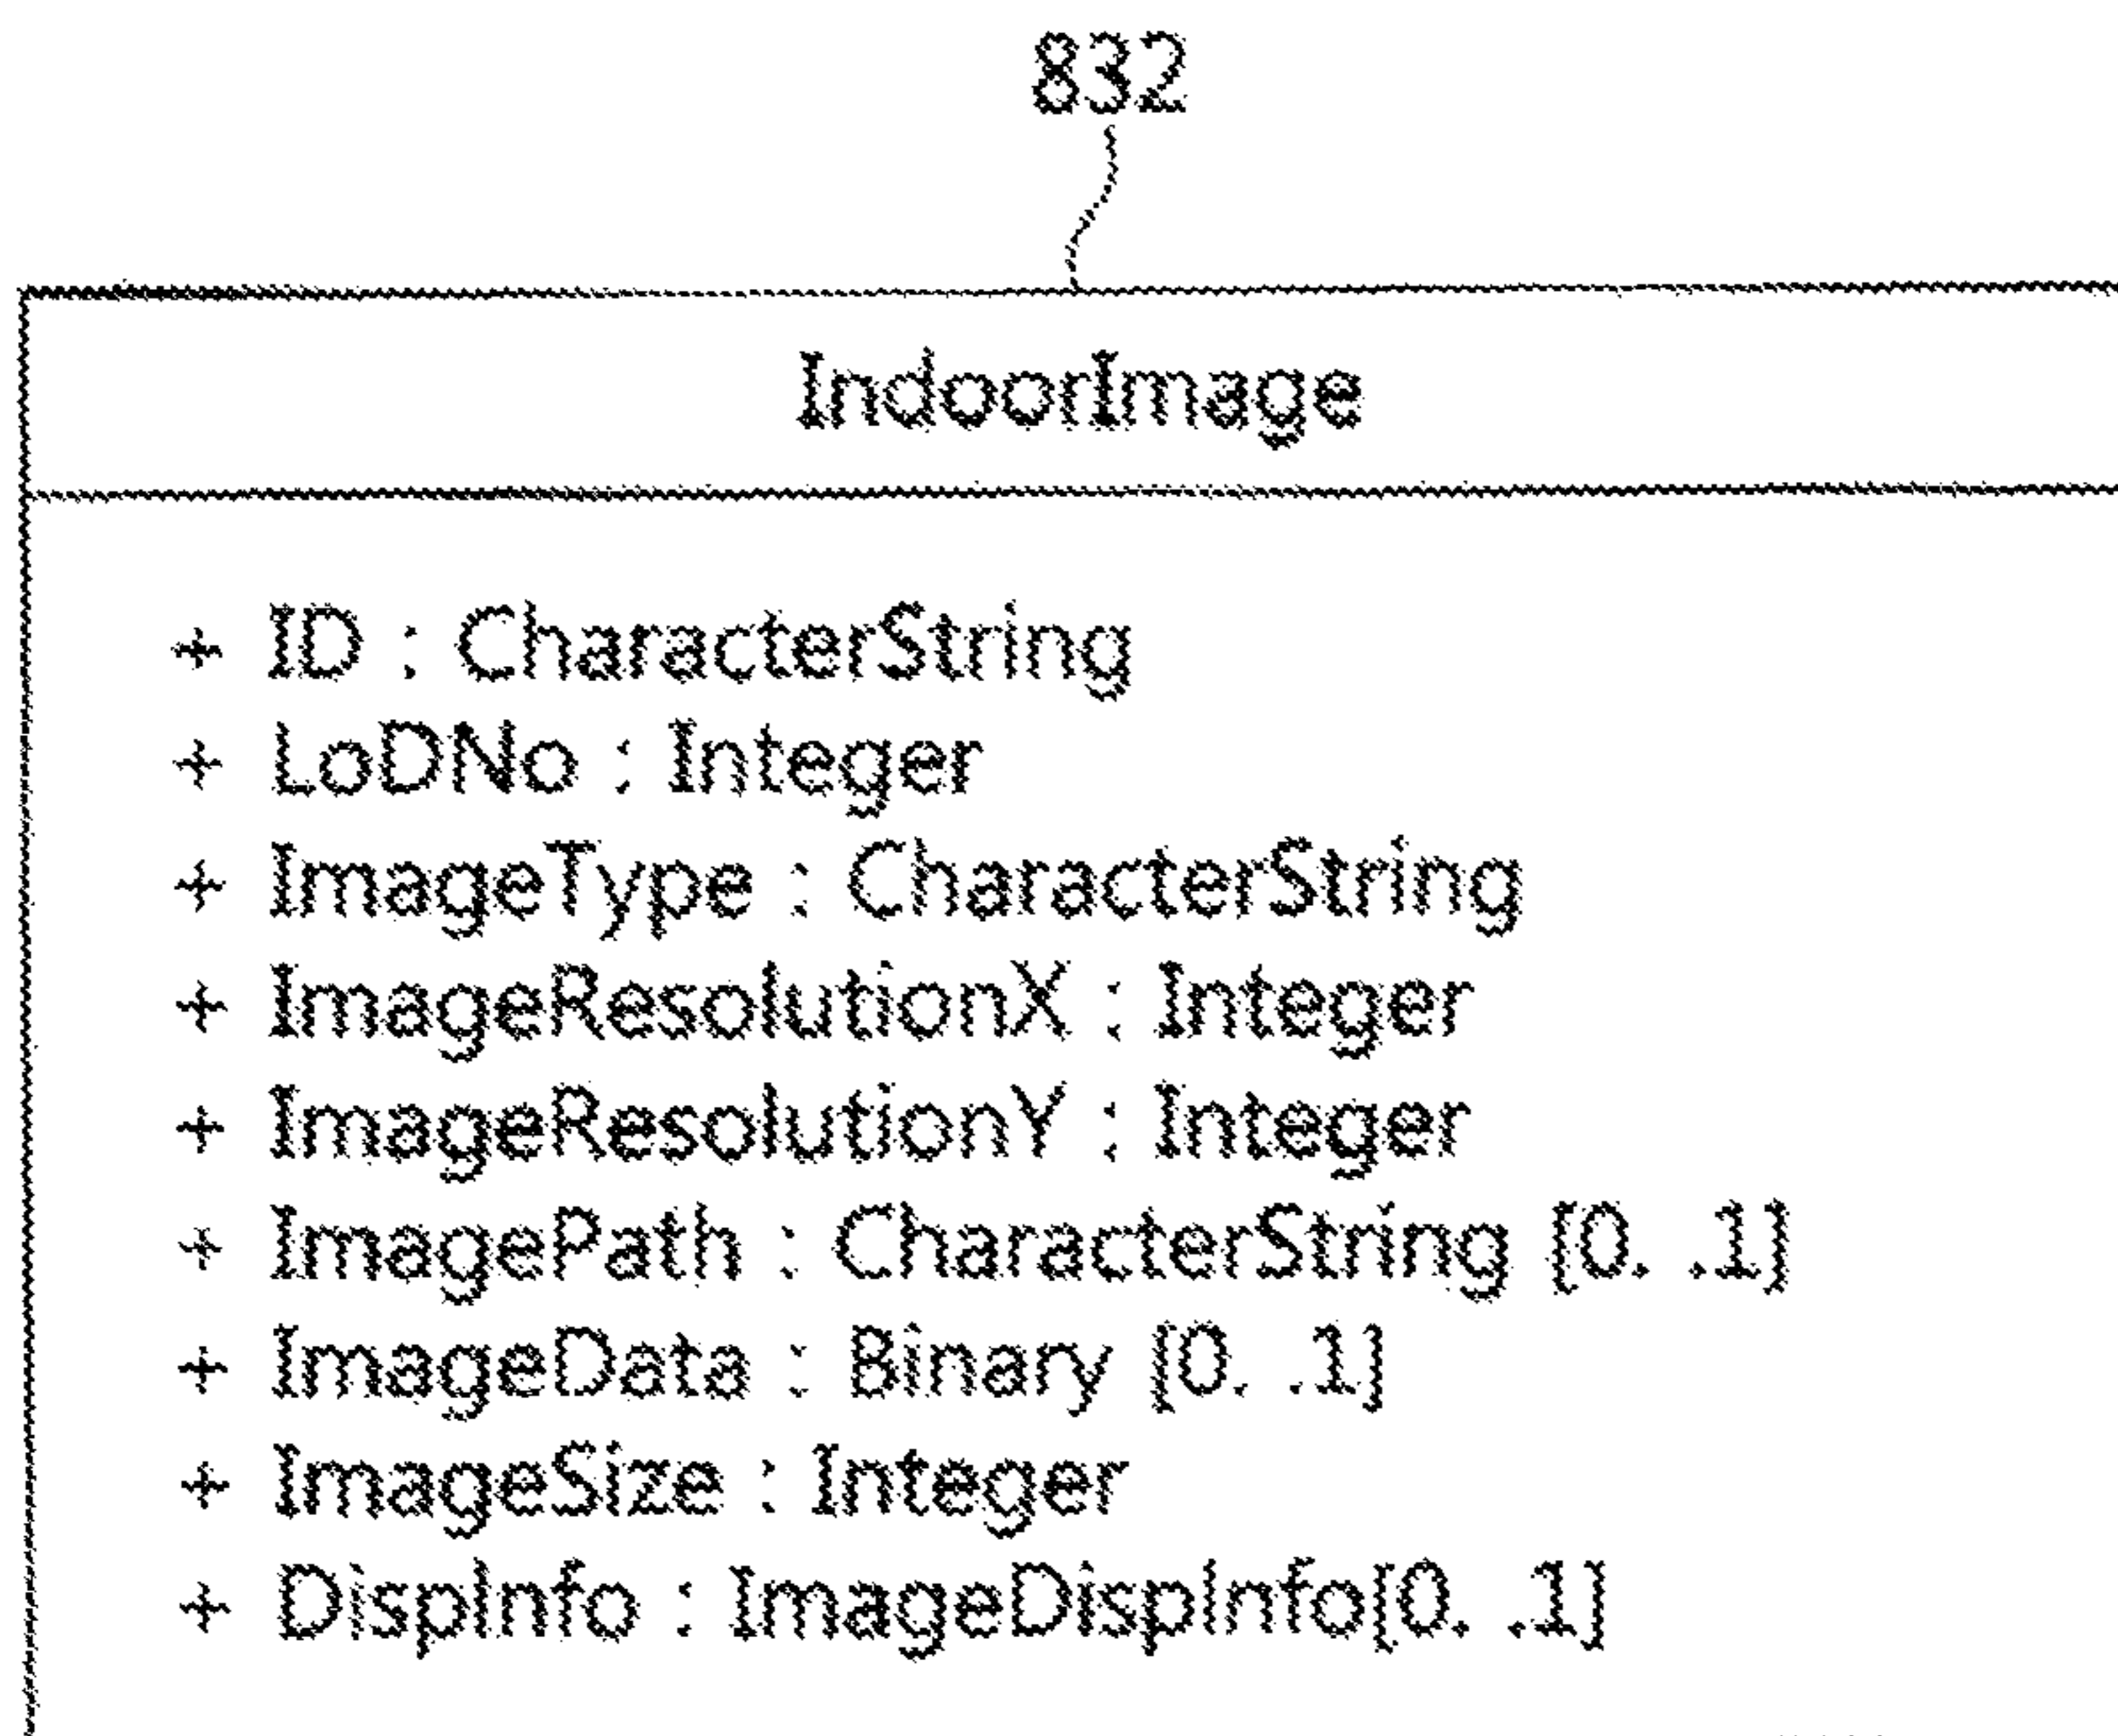 832
IndoorImage
+ ID : CharacterString
+ LoDNo : Integer
+ ImageType : CharacterString
+ ImageResolutionX : Integer
+ ImageResolutionY : Integer
+ ImagePath : CharacterString [0. .1]
+ ImageData : Binary [0. .1]
+ ImageSize : Integer
+ DispInfo : ImageDispInfo[0. .1]